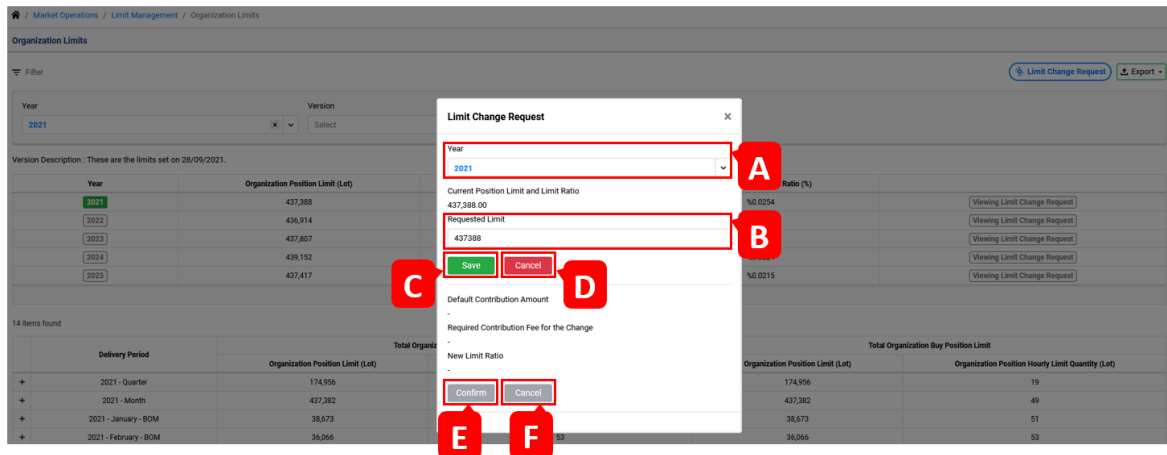 / Market Operations / Limit Management / Organization Limits
Organization Limits
Filter
Limit Change Request
Export
Year
Version
2021
Select
Version Description : These are the limits set on 28/09/2021.
Year Organization Position Limit (Lot) Ratio (%)
2021 437,388 %0.0254 Viewing Limit Change Request
2022 436,914 Viewing Limit Change Request
2023 437,807 Viewing Limit Change Request
2024 439,152 Viewing Limit Change Request
2025 437,417 %0.0215 Viewing Limit Change Request
14 items found
Delivery Period Total Organiz Total Organization Buy Position Limit
Organization Position Limit (Lot) Organization Position Limit (Lot) Organization Position Hourly Limit Quantity (Lot)
+ 2021 - Quarter 174,956 174,956 19
+ 2021 - Month 437,382 437,382 49
+ 2021 - January - BOM 38,673 38,673 51
+ 2021 - February - BOM 36,066 53 36,066 53
Limit Change Request
x
Year
2021
A
Current Position Limit and Limit Ratio
437,388.00
Requested Limit
437388
B
Save
Cancel
C
D
Default Contribution Amount
-
Required Contribution Fee for the Change
-
New Limit Ratio
-
Confirm
Cancel
E
F